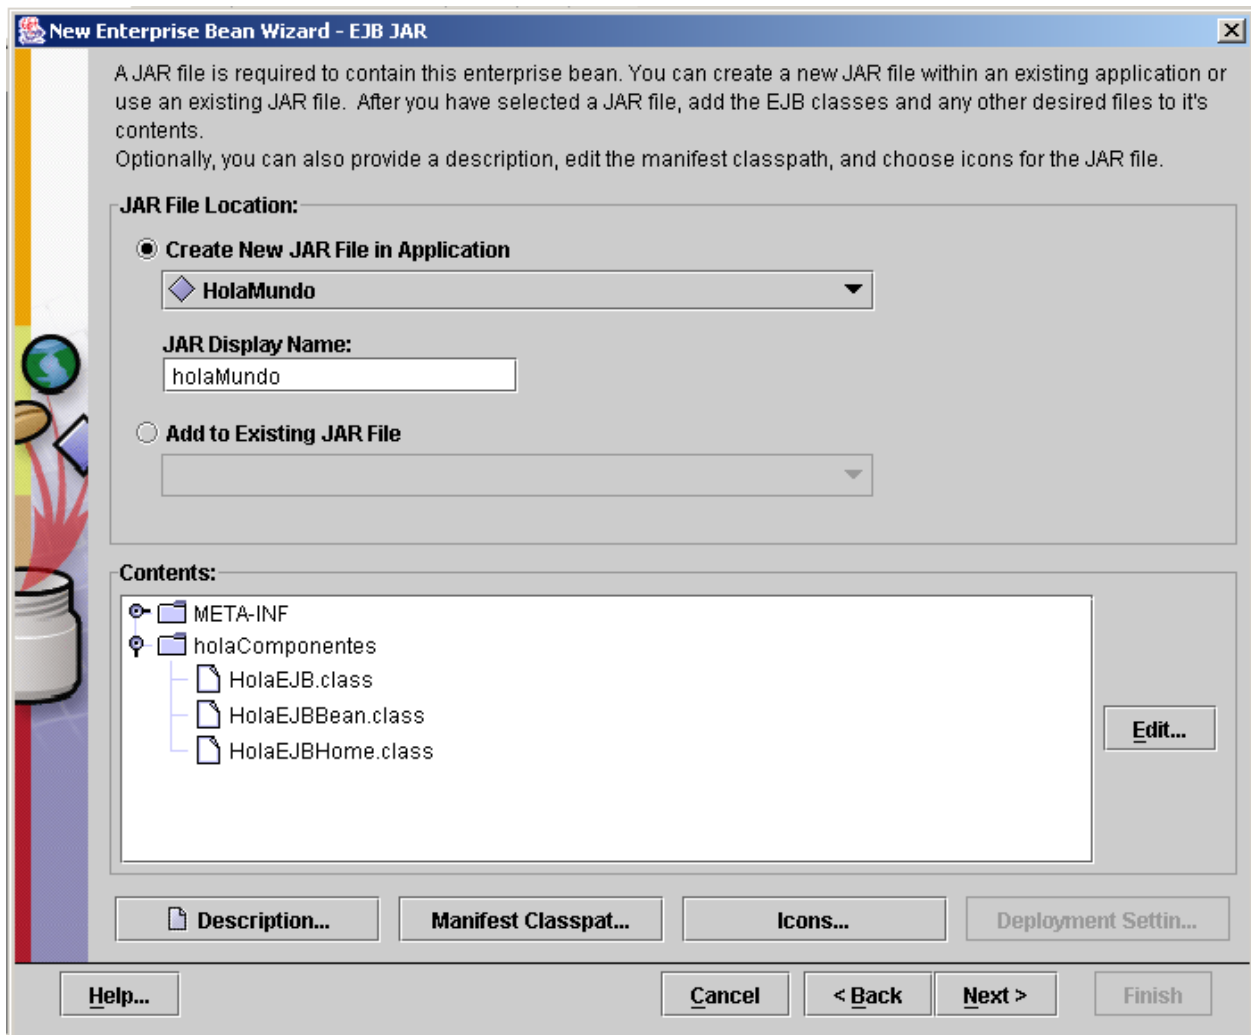 New Enterprise Bean Wizard - EJB JAR
A JAR file is required to contain this enterprise bean. You can create a new JAR file within an existing application or
use an existing JAR file.  After you have selected a JAR file, add the EJB classes and any other desired files to it's
contents.
Optionally, you can also provide a description, edit the manifest classpath, and choose icons for the JAR file.
JAR File Location:
Create New JAR File in Application
HolaMundo
JAR Display Name:
holaMundo
Add to Existing JAR File
Contents:
META-INF
holaComponentes
HolaEJB.class
HolaEJBBean.class
HolaEJBHome.class
Edit...
Description... Manifest Classpat... Icons... Deployment Settin...
Help... Cancel < Back Next > Finish